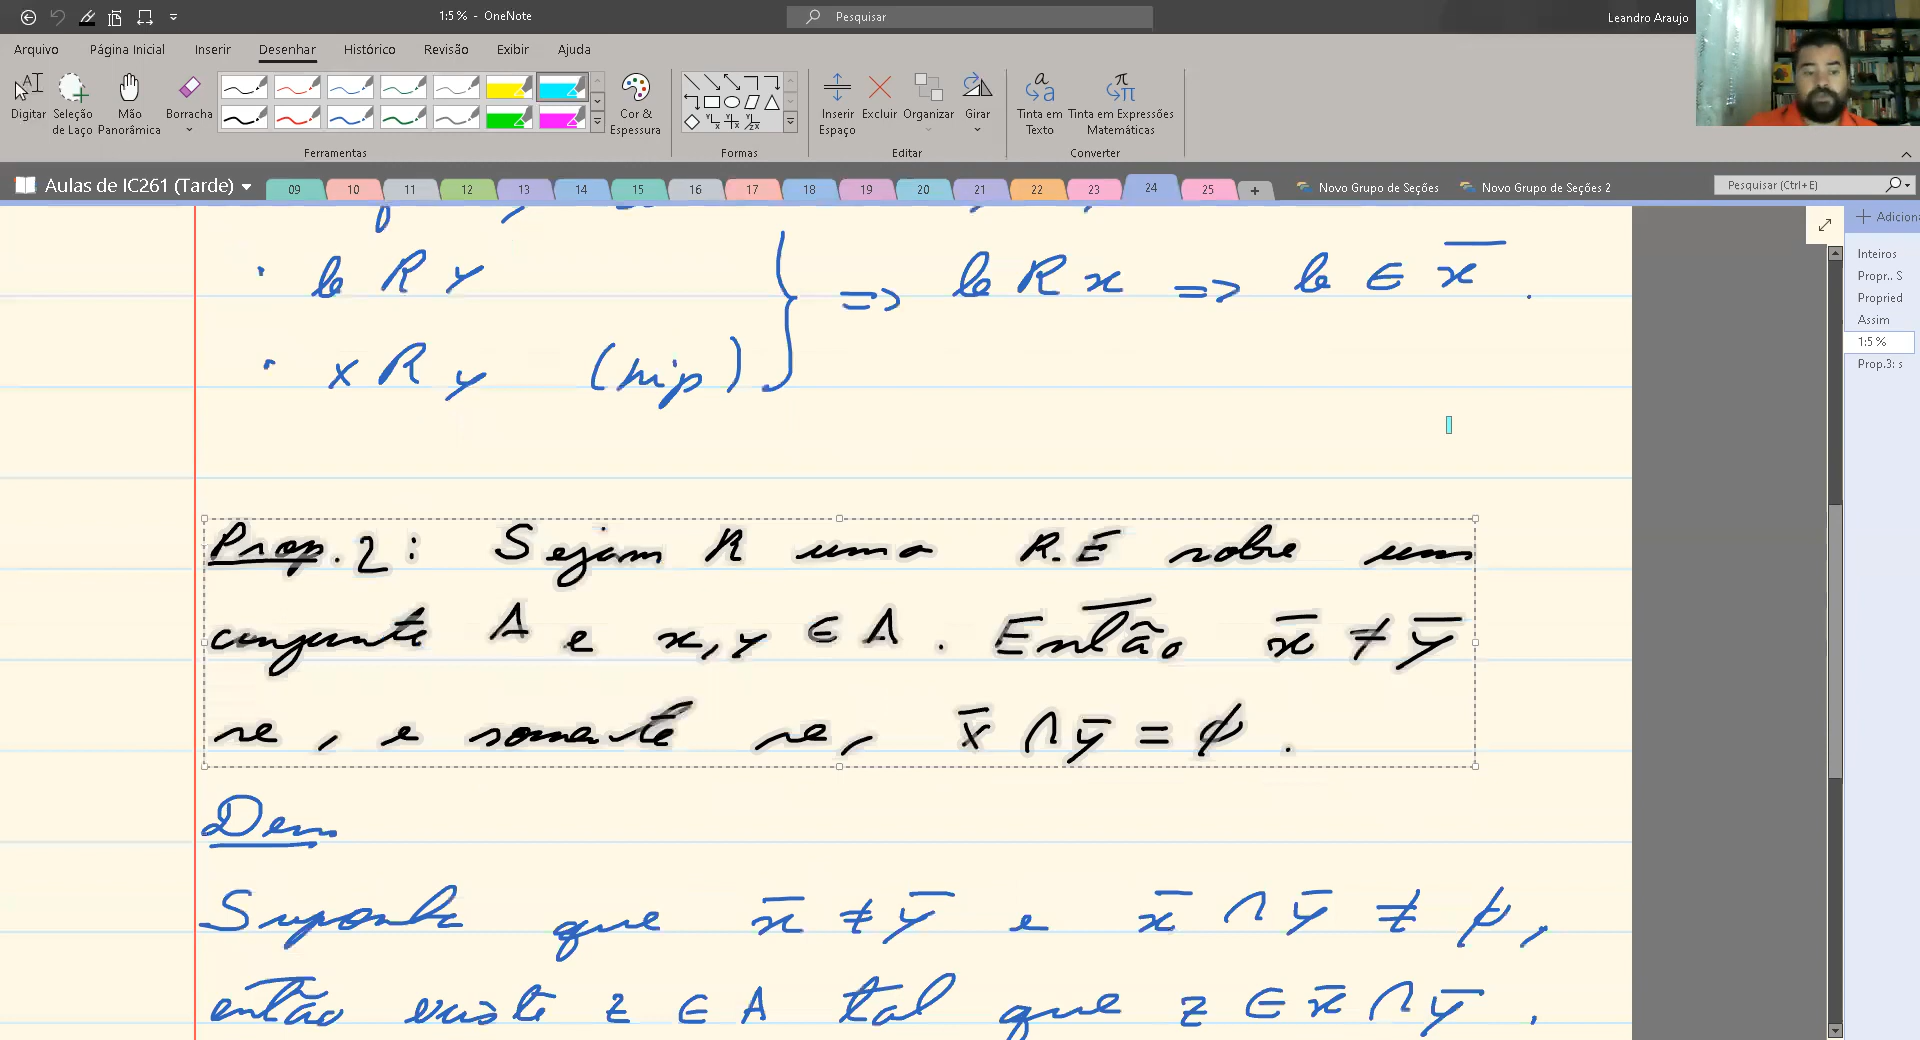 1:5 % - OneNote
Pesquisar
Leandro Araujo
Arquivo Página Inicial Inserir Desenhar Histórico Revisão Exibir Ajuda
Digitar
Seleção de Laço
Mão Panorâmica
Borracha
Cor & Espessura
Inserir Espaço
Excluir
Organizar
Girar
Tinta em Texto
Tinta em Expressões Matemáticas
Ferramentas Formas Editar Converter
Aulas de IC261 (Tarde) 09 10 11 12 13 14 15 16 17 18 19 20 21 22 23 24 25 + Novo Grupo de Seções Novo Grupo de Seções 2 Pesquisar (Ctrl+E)
Adiciona
Inteiros
Propr.. S
Propried
Assim
1:5 %
Prop.3: s
· b R y } => b R x => b ∈ x̅ .
· x R y (hip)
Prop. 2 : Sejam R uma R.E sobre um
conjunto A e x, y ∈ A . Então x̅ ≠ y̅
se , e somente se, x̅ ∩ y̅ = ϕ .
Dem
Suponha que x̅ ≠ y̅ e x̅ ∩ y̅ ≠ ϕ ,
então existe z ∈ A tal que z ∈ x̅ ∩ y̅ .